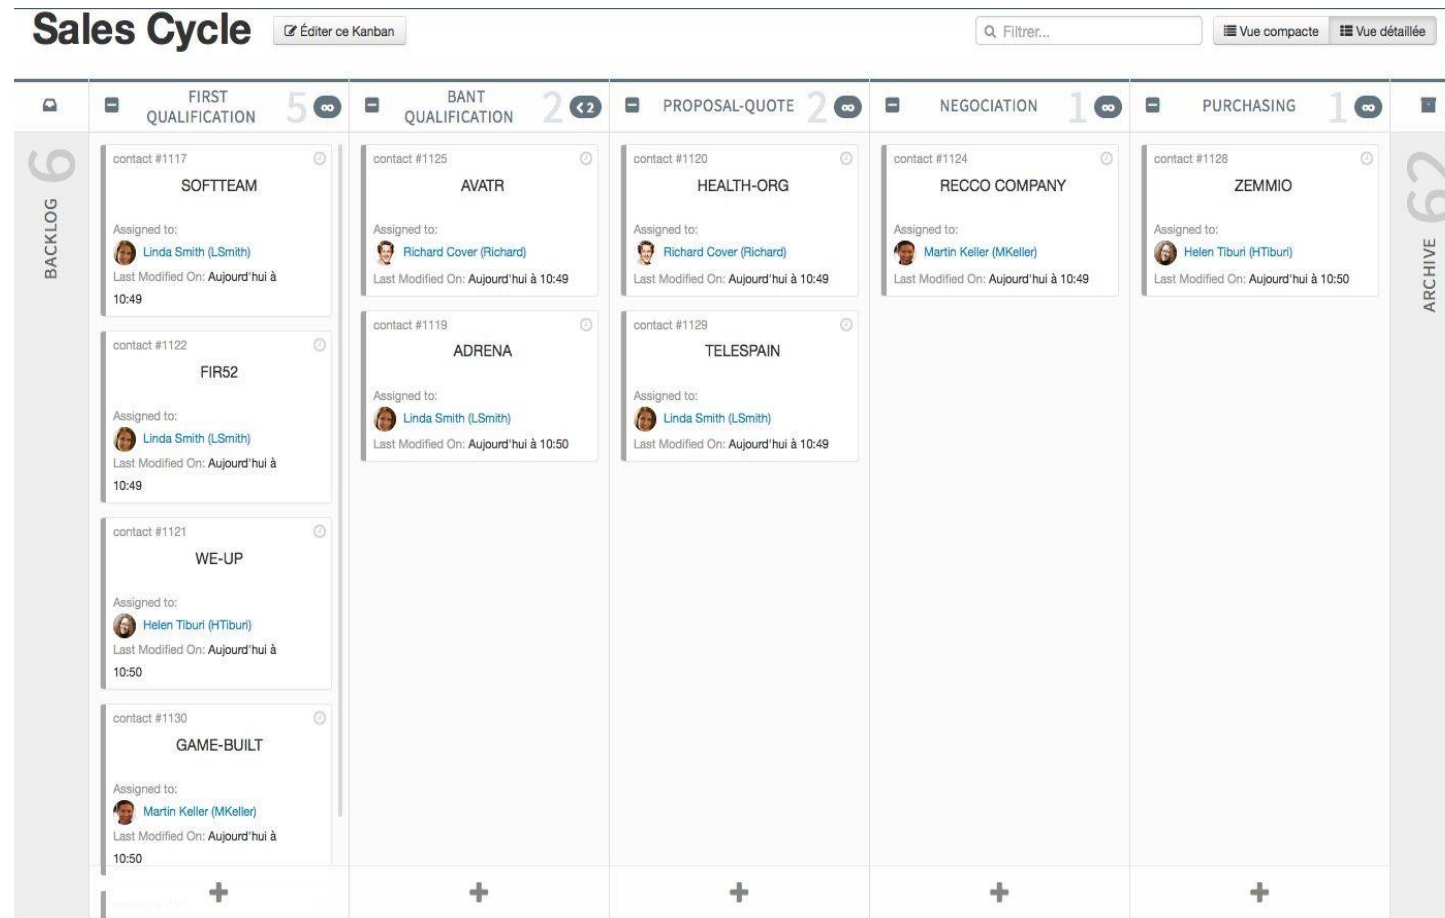 Sales Cycle
Éditer ce Kanban
Filtrer...
Vue compacte
Vue détaillée
BACKLOG 6
FIRST
QUALIFICATION
5
∞
contact #1117
SOFTTEAM
Assigned to:
Linda Smith (LSmith)
Last Modified On: Aujourd'hui à
10:49
contact #1122
FIR52
Assigned to:
Linda Smith (LSmith)
Last Modified On: Aujourd'hui à
10:49
contact #1121
WE-UP
Assigned to:
Helen Tiburi (HTiburi)
Last Modified On: Aujourd'hui à
10:50
contact #1130
GAME-BUILT
Assigned to:
Martin Keller (MKeller)
Last Modified On: Aujourd'hui à
10:50
BANT
QUALIFICATION
2
<2
contact #1125
AVATR
Assigned to:
Richard Cover (Richard)
Last Modified On: Aujourd'hui à 10:49
contact #1119
ADRENA
Assigned to:
Linda Smith (LSmith)
Last Modified On: Aujourd'hui à 10:50
PROPOSAL-QUOTE
2
∞
contact #1120
HEALTH-ORG
Assigned to:
Richard Cover (Richard)
Last Modified On: Aujourd'hui à 10:49
contact #1129
TELESPAIN
Assigned to:
Linda Smith (LSmith)
Last Modified On: Aujourd'hui à 10:49
NEGOCIATION
1
∞
contact #1124
RECCO COMPANY
Assigned to:
Martin Keller (MKeller)
Last Modified On: Aujourd'hui à 10:49
PURCHASING
1
∞
contact #1128
ZEMMIO
Assigned to:
Helen Tiburi (HTiburi)
Last Modified On: Aujourd'hui à 10:50
ARCHIVE 62